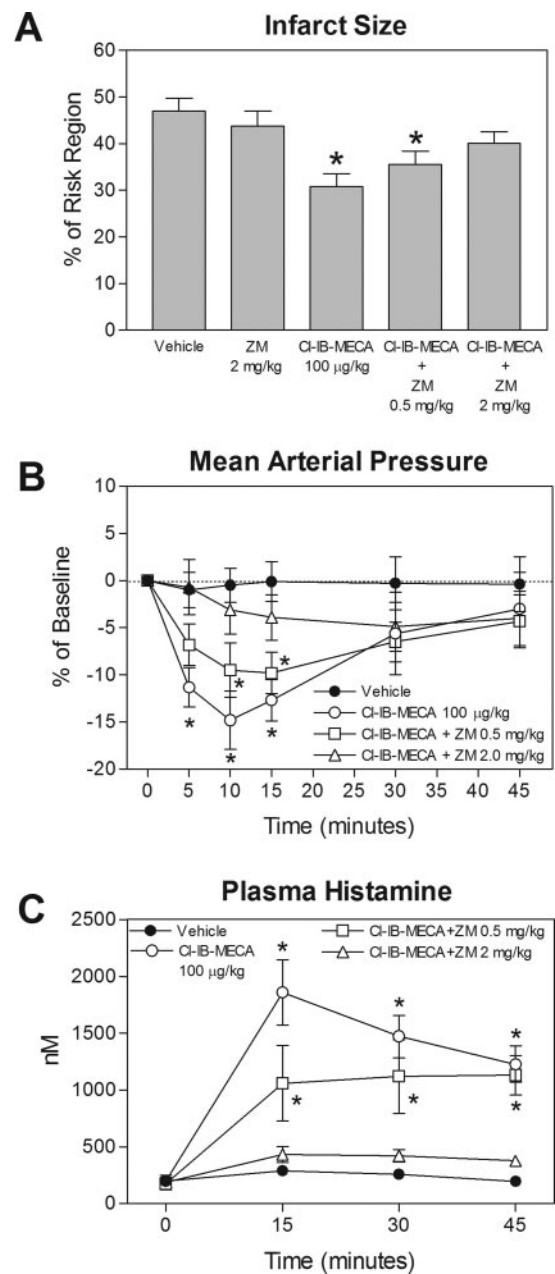 A
Infarct Size
% of Risk Region
60
50
40
30
20
10
0
*
*
Vehicle
ZM
2 mg/kg
Cl-IB-MECA
100 µg/kg
Cl-IB-MECA
+
ZM
0.5 mg/kg
Cl-IB-MECA
+
ZM
2 mg/kg
B
Mean Arterial Pressure
% of Baseline
10
5
0
-5
-10
-15
-20
*
*
*
*
*
Vehicle
Cl-IB-MECA 100 µg/kg
Cl-IB-MECA + ZM 0.5 mg/kg
Cl-IB-MECA + ZM 2.0 mg/kg
0 5 10 15 20 25 30 35 40 45
Time (minutes)
C
Plasma Histamine
nM
2500
2000
1500
1000
500
0
Vehicle
Cl-IB-MECA
100 µg/kg
Cl-IB-MECA+ZM 0.5 mg/kg
Cl-IB-MECA+ZM 2 mg/kg
*
*
*
*
*
*
0 15 30 45
Time (minutes)